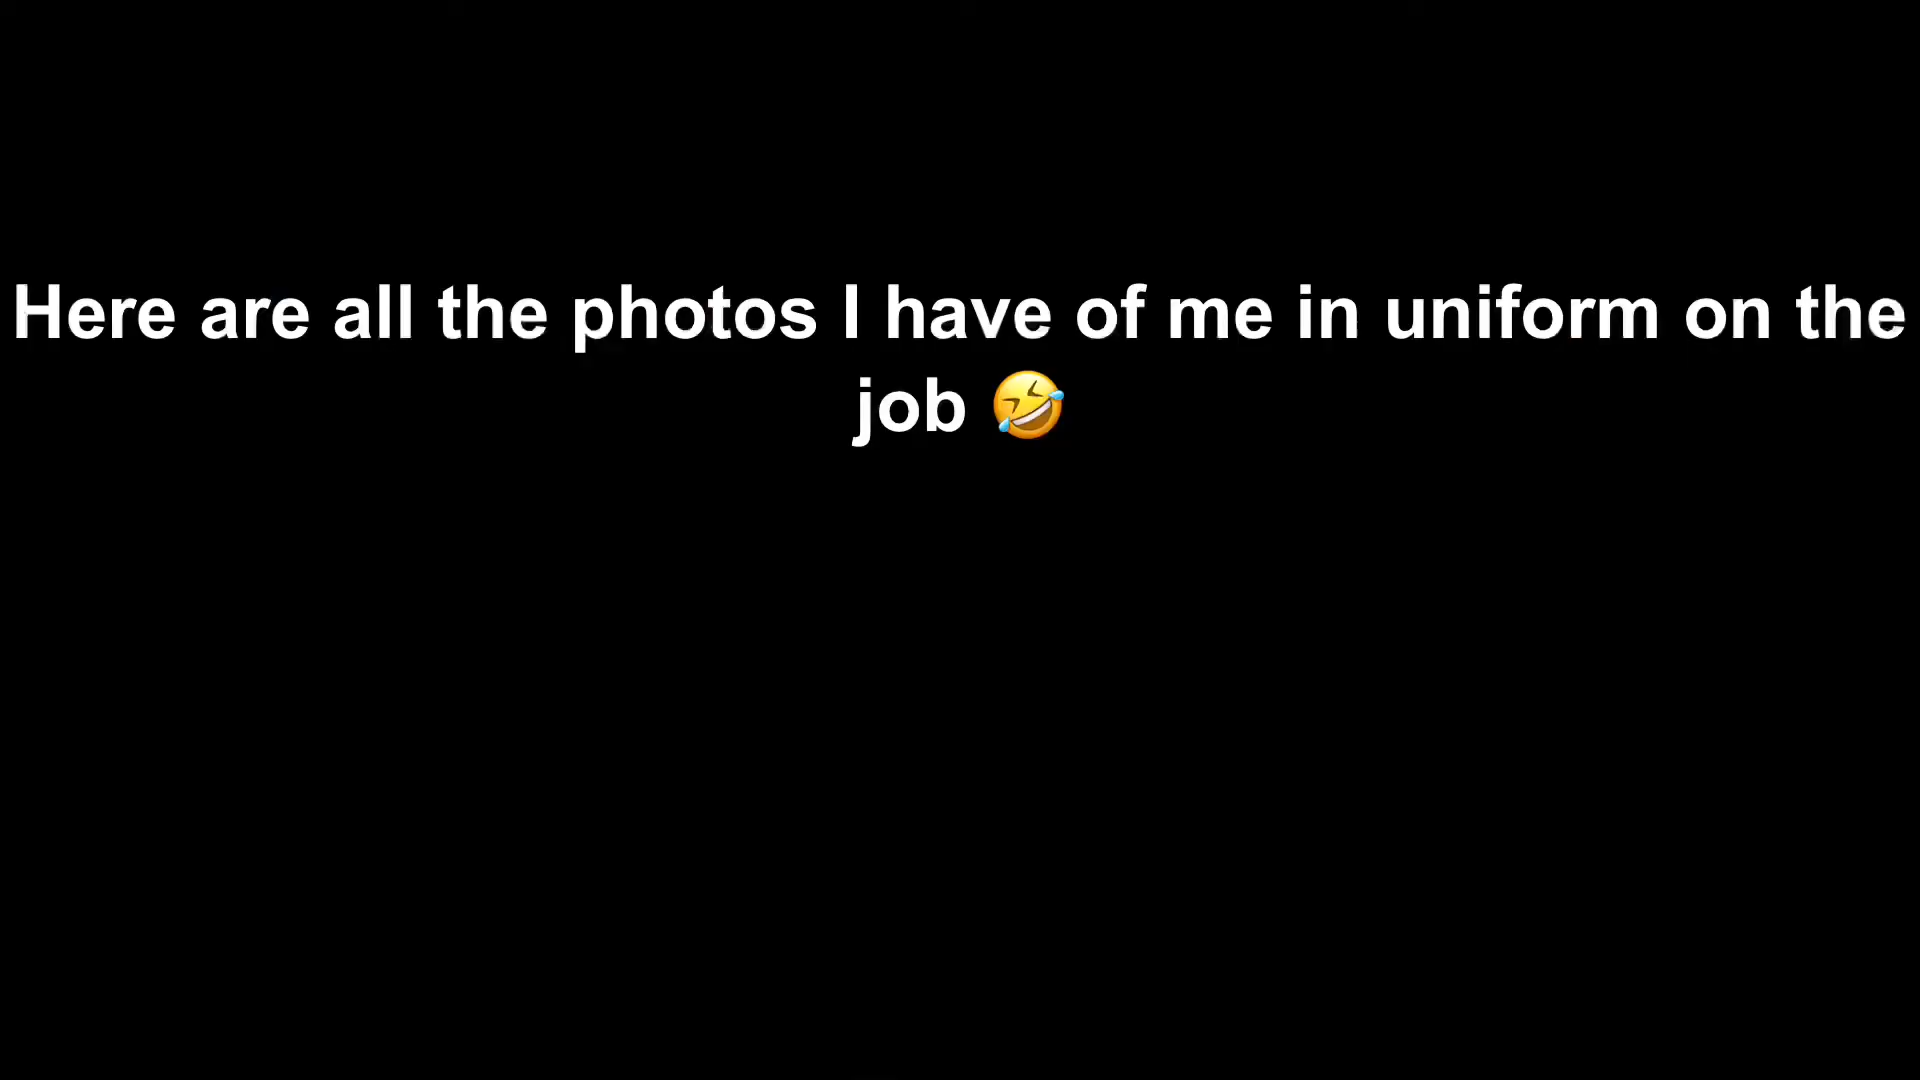 Here are all the photos I have of me in uniform on the
job 🤣